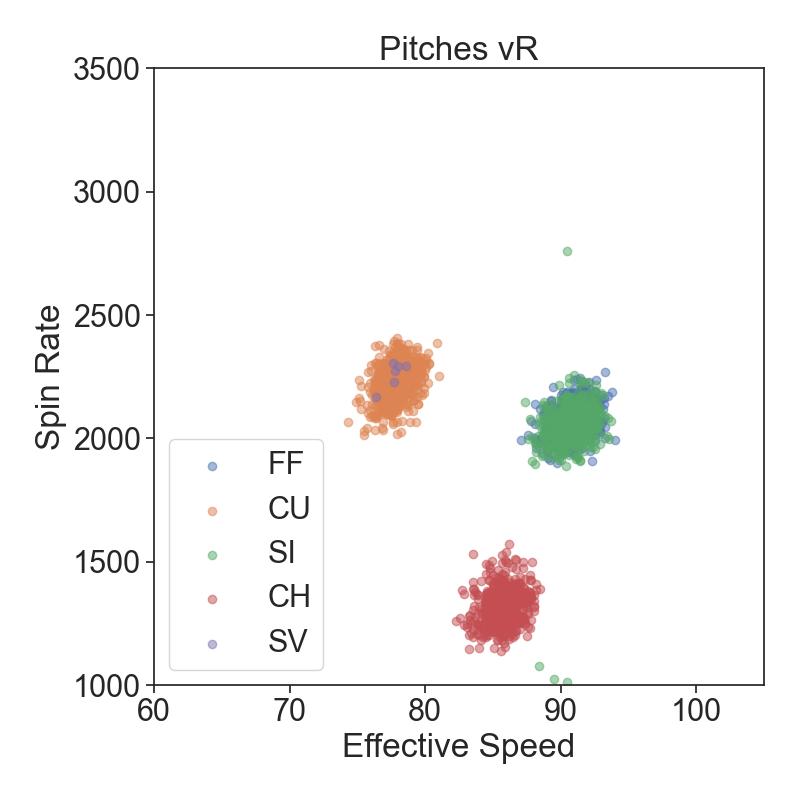 Pitches vR
3500
3000
2500
2000
1500
1000
Spin Rate
FF
CU
SI
CH
SV
60 70 80 90 100
Effective Speed